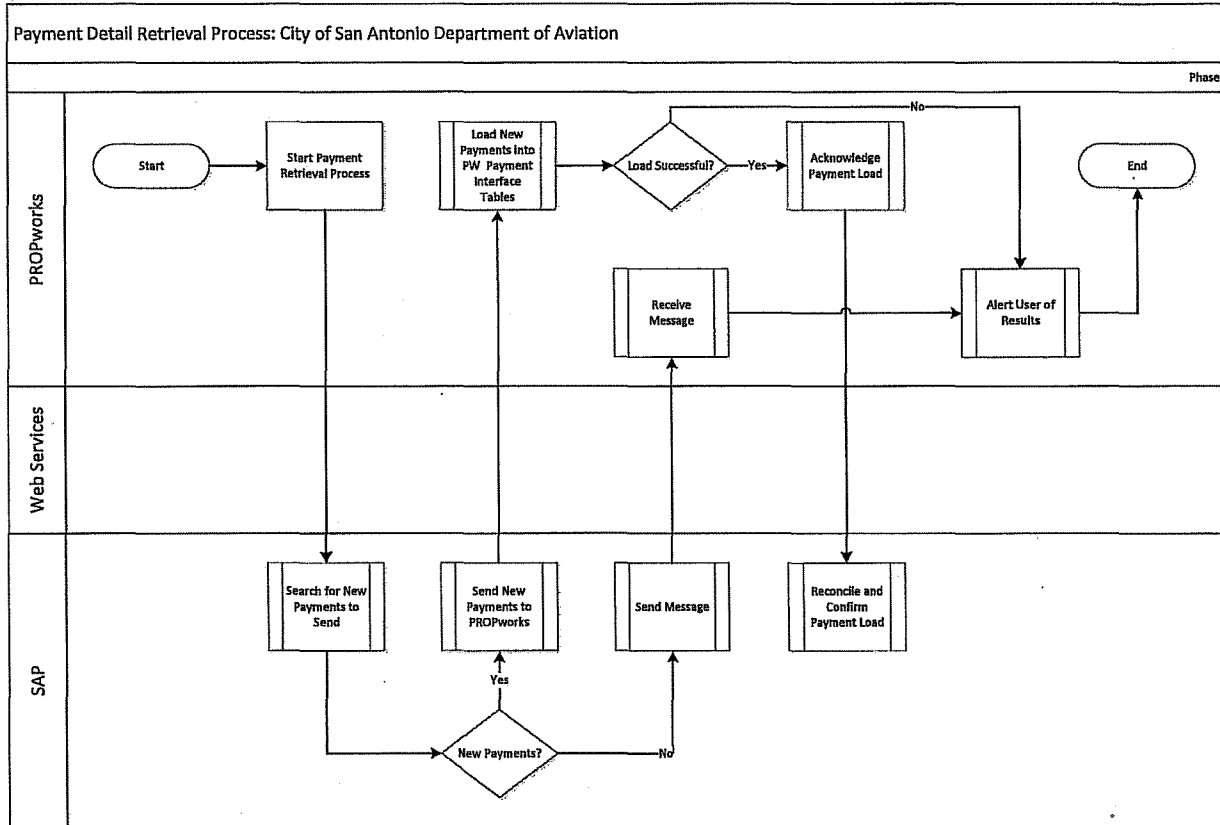 Payment Detail Retrieval Process: City of San Antonio Department of Aviation
Phase
PROPworks
Start
Start Payment
Retrieval Process
Load New
Payments into
PW Payment
Interface
Tables
Load Successful?
No
Yes
Acknowledge
Payment Load
End
Receive
Message
Alert User of
Results
Web Services
SAP
Search for New
Payments to
Send
Send New
Payments to
PROPworks
Send Message
Reconcile and
Confirm
Payment Load
Yes
New Payments?
No